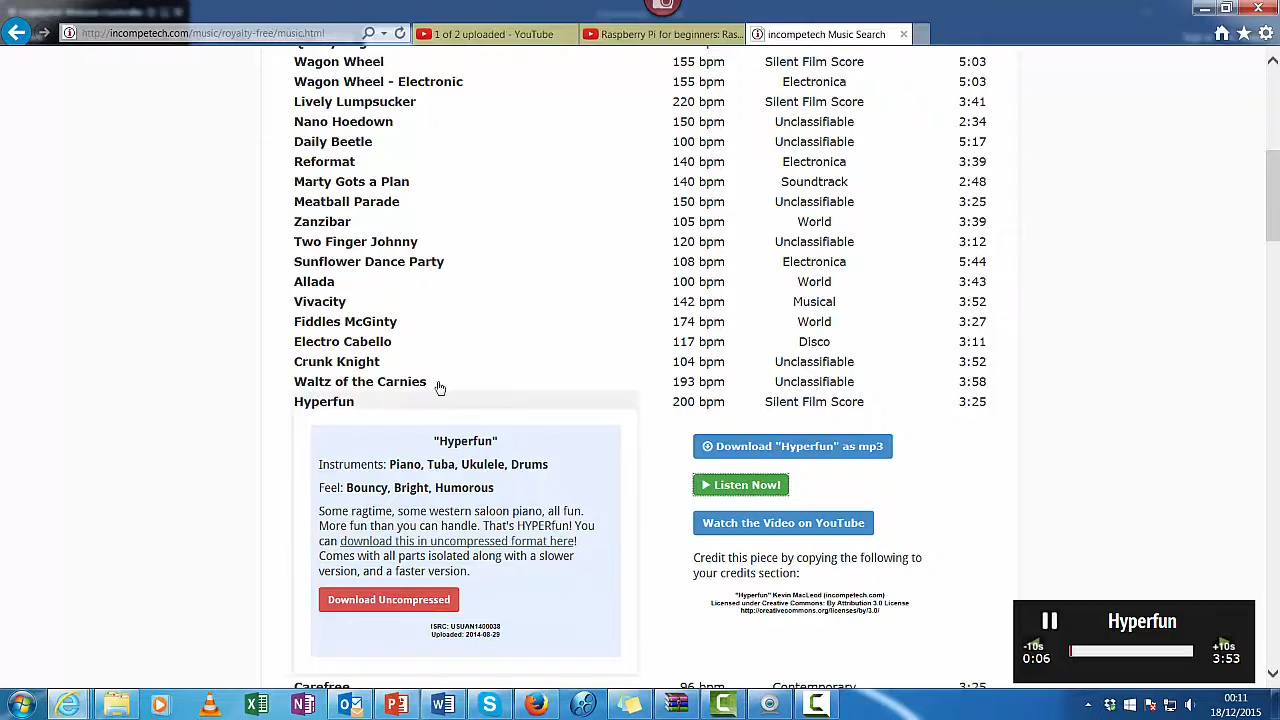 http://incompetech.com/music/royalty-free/music.html
1 of 2 uploaded - YouTube
Raspberry Pi for beginners: Ras...
incompetech Music Search
Wagon Wheel 155 bpm Silent Film Score 5:03
Wagon Wheel - Electronic 155 bpm Electronica 5:03
Lively Lumpsucker 220 bpm Silent Film Score 3:41
Nano Hoedown 150 bpm Unclassifiable 2:34
Daily Beetle 100 bpm Unclassifiable 5:17
Reformat 140 bpm Electronica 3:39
Marty Gots a Plan 140 bpm Soundtrack 2:48
Meatball Parade 150 bpm Unclassifiable 3:25
Zanzibar 105 bpm World 3:39
Two Finger Johnny 120 bpm Unclassifiable 3:12
Sunflower Dance Party 108 bpm Electronica 5:44
Allada 100 bpm World 3:43
Vivacity 142 bpm Musical 3:52
Fiddles McGinty 174 bpm World 3:27
Electro Cabello 117 bpm Disco 3:11
Crunk Knight 104 bpm Unclassifiable 3:52
Waltz of the Carnies 193 bpm Unclassifiable 3:58
Hyperfun 200 bpm Silent Film Score 3:25
"Hyperfun"
Instruments: Piano, Tuba, Ukulele, Drums
Feel: Bouncy, Bright, Humorous
Some ragtime, some western saloon piano, all fun.
More fun than you can handle. That's HYPERfun! You
can download this in uncompressed format here!
Comes with all parts isolated along with a slower
version, and a faster version.
Download Uncompressed
ISRC: USUAN1400038
Uploaded: 2014-08-29
Download "Hyperfun" as mp3
Listen Now!
Watch the Video on YouTube
Credit this piece by copying the following to
your credits section:
"Hyperfun" Kevin MacLeod (incompetech.com)
Licensed under Creative Commons: By Attribution 3.0 License
http://creativecommons.org/licenses/by/3.0/
Hyperfun
-10s
0:06
+10s
3:53
Carefree 96 bpm Contemporary 3:25
00:11
18/12/2015